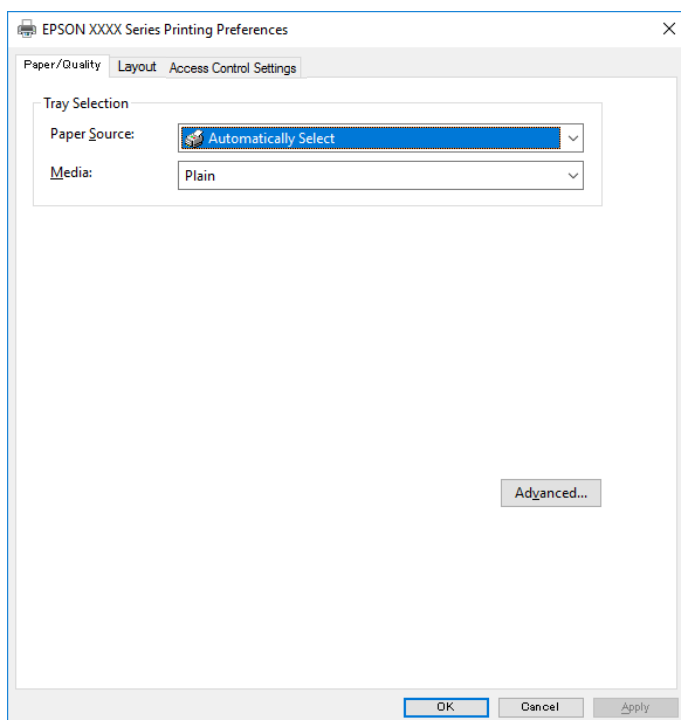 EPSON XXXX Series Printing Preferences
Paper/Quality Layout Access Control Settings
Tray Selection
Paper Source: Automatically Select
Media: Plain
Advanced...
OK Cancel Apply